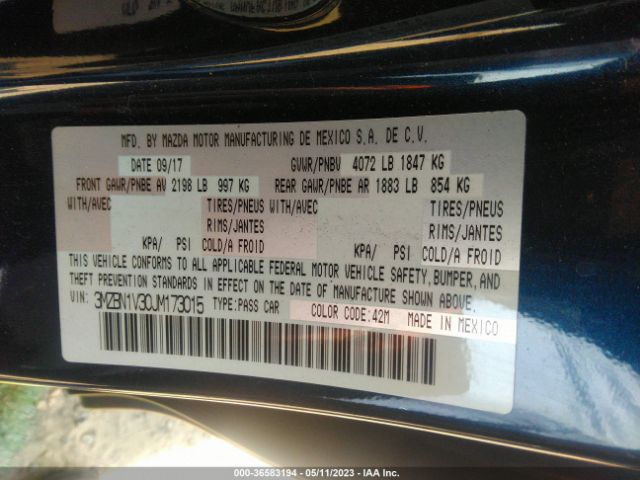 MFD. BY MAZDA MOTOR MANUFACTURING DE MEXICO S.A. DE C.V.
DATE 09/17 GVWR/PNBV 4072 LB 1847 KG
FRONT GAWR/PNBE AV 2198 LB 997 KG REAR GAWR/PNBE AR 1883 LB 854 KG
WITH/AVEC TIRES/PNEUS WITH/AVEC TIRES/PNEUS
RIMS/JANTES RIMS/JANTES
KPA/ PSI COLD/A FROID KPA/ PSI COLD/A FROID
THIS VEHICLE CONFORMS TO ALL APPLICABLE FEDERAL MOTOR VEHICLE SAFETY, BUMPER, AND
THEFT PREVENTION STANDARDS IN EFFECT ON THE DATE OF MANUFACTURE SHOWN ABOVE.
VIN: 3MZBN1V30JM173015 TYPE: PASS CAR COLOR CODE: 42M MADE IN MEXICO
000-36583194 - 05/11/2023 - IAA Inc.